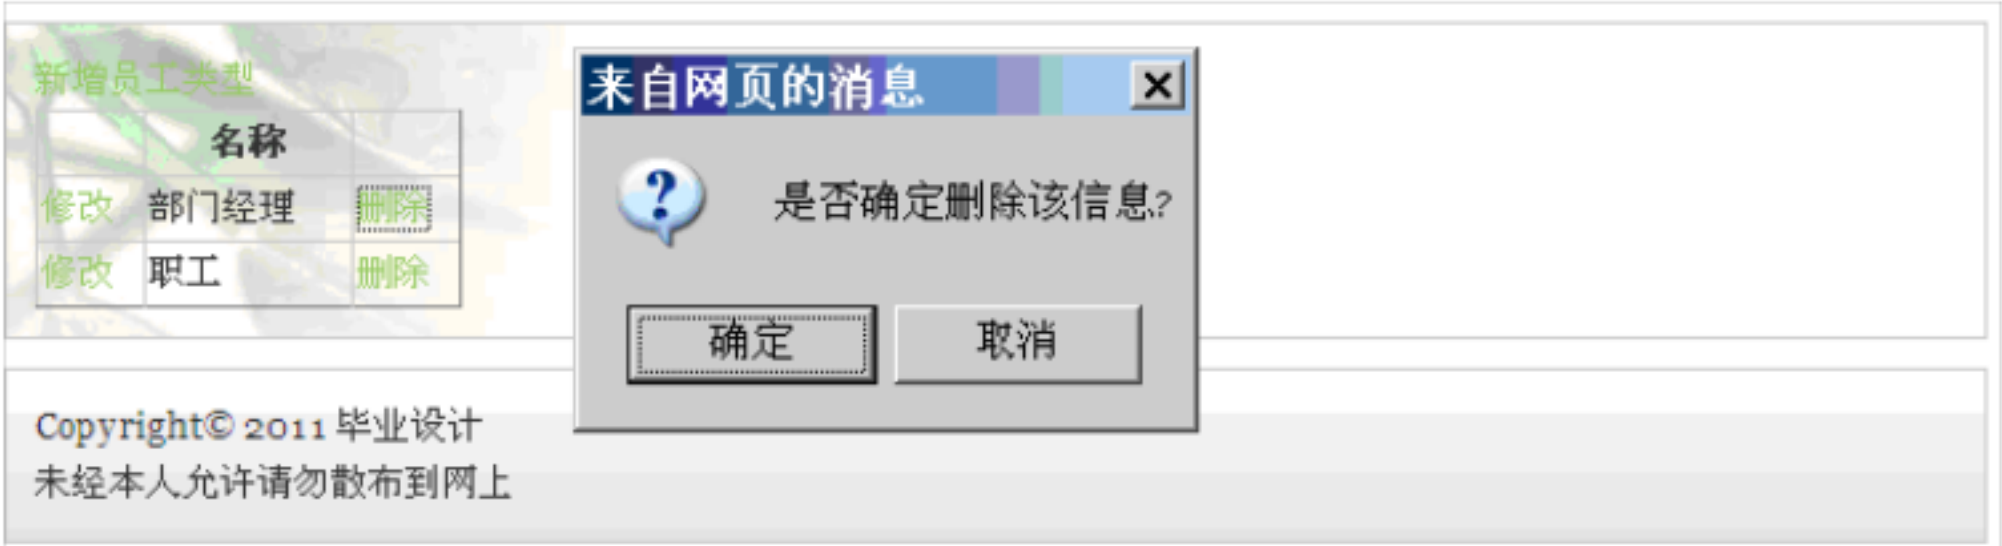 新增员工类型
名称
修改 部门经理 删除
修改 职工 删除
来自网页的消息
是否确定删除该信息?
确定 取消
Copyright© 2011 毕业设计
未经本人允许请勿散布到网上